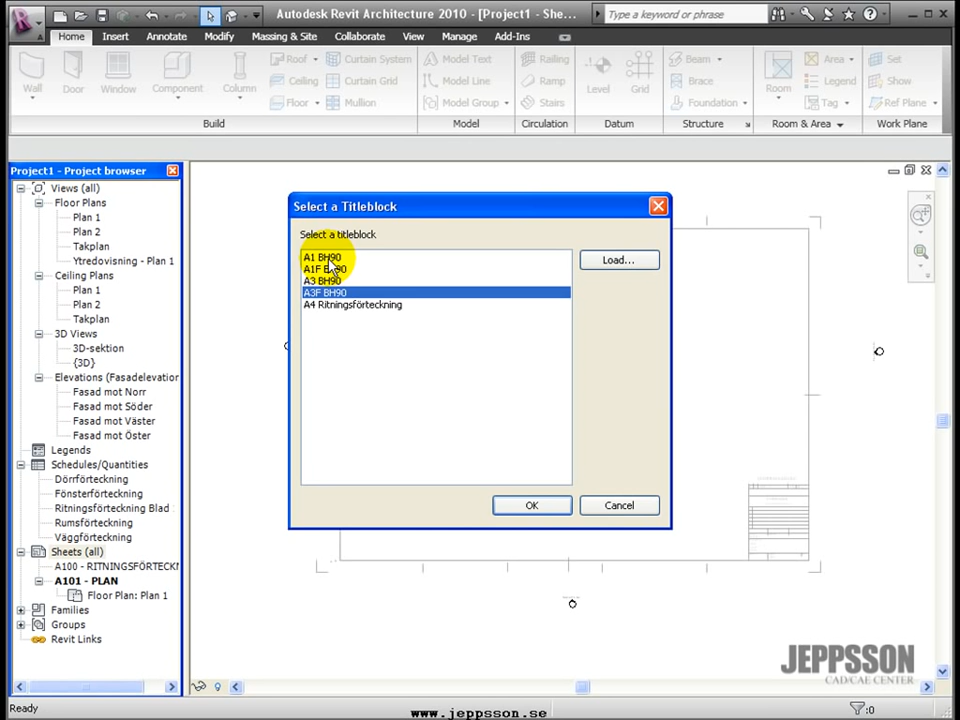 Autodesk Revit Architecture 2010 - [Project1 - She...
Type a keyword or phrase
Home Insert Annotate Modify Massing & Site Collaborate View Manage Add-Ins
Wall Door Window Component Column
Roof Curtain System
Ceiling Curtain Grid
Floor Mullion
Model Text
Model Line
Model Group
Railing
Ramp
Stairs
Level Grid
Beam
Brace
Foundation
Room
Area
Legend
Tag
Set
Show
Ref Plane
Build Model Circulation Datum Structure Room & Area Work Plane
Project1 - Project browser
Views (all)
Floor Plans
Plan 1
Plan 2
Takplan
Ytredovisning - Plan 1
Ceiling Plans
Plan 1
Plan 2
Takplan
3D Views
3D-sektion
{3D}
Elevations (Fasadelevation
Fasad mot Norr
Fasad mot Söder
Fasad mot Väster
Fasad mot Öster
Legends
Schedules/Quantities
Dörrförteckning
Fönsterförteckning
Ritningsförteckning Blad
Rumsförteckning
Väggförteckning
Sheets (all)
A100 - RITNINGSFÖRTECKN
A101 - PLAN
Floor Plan: Plan 1
Families
Groups
Revit Links
Select a Titleblock
Select a titleblock
A1 BH90
A1F BH90
A3 BH90
A3F BH90
A4 Ritningsförteckning
Load...
OK
Cancel
JEPPSSON
CAD/CAE CENTER
Ready
:0
www.jeppsson.se